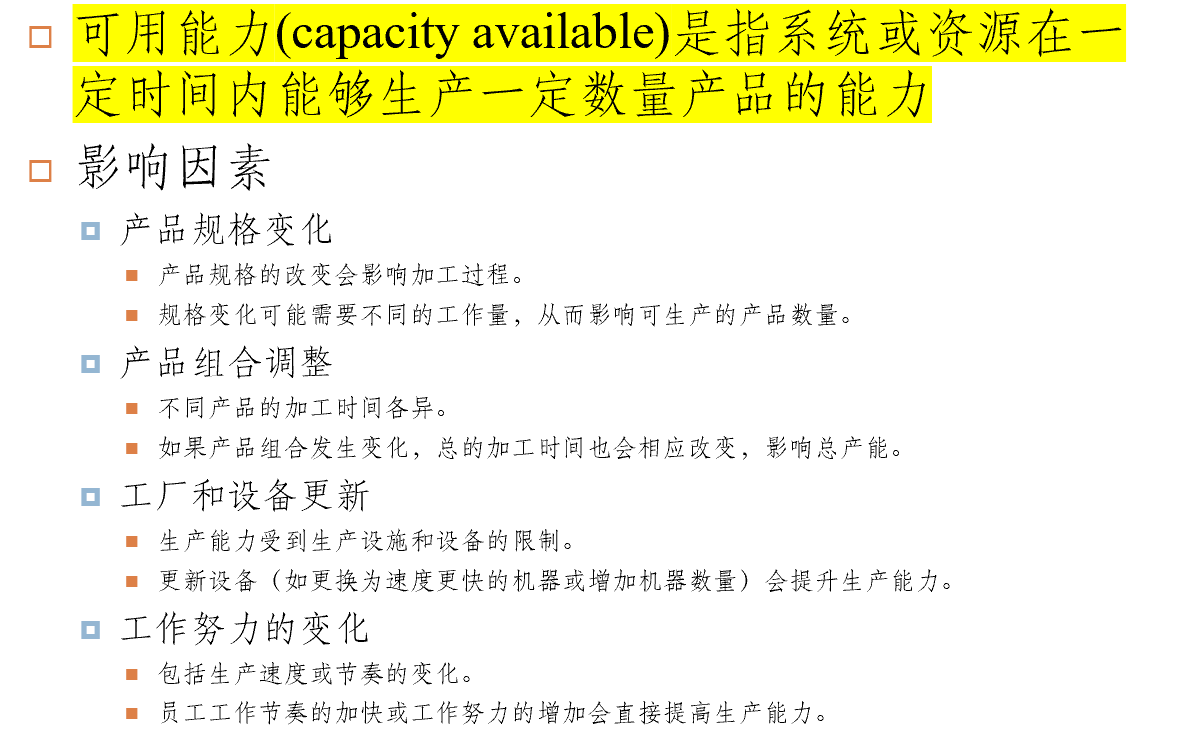 可用能力(capacity available)是指系统或资源在一
定时间内能够生产一定数量产品的能力
影响因素
产品规格变化
产品规格的改变会影响加工过程。
规格变化可能需要不同的工作量，从而影响可生产的产品数量。
产品组合调整
不同产品的加工时间各异。
如果产品组合发生变化，总的加工时间也会相应改变，影响总产能。
工厂和设备更新
生产能力受到生产设施和设备的限制。
更新设备（如更换为速度更快的机器或增加机器数量）会提升生产能力。
工作努力的变化
包括生产速度或节奏的变化。
员工工作节奏的加快或工作努力的增加会直接提高生产能力。